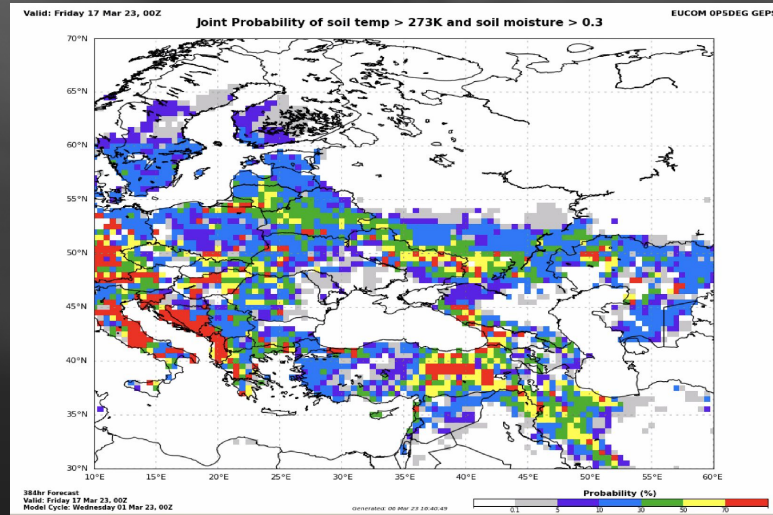 Valid: Friday 17 Mar 23, 00Z
EUCOM 0P5DEG GEPS
Joint Probability of soil temp > 273K and soil moisture > 0.3
70°N
65°N
60°N
55°N
50°N
45°N
40°N
35°N
30°N
10°E 15°E 20°E 25°E 30°E 35°E 40°E 45°E 50°E 55°E 60°E
384hr Forecast
Valid: Friday 17 Mar 23, 00Z
Model Cycle: Wednesday 01 Mar 23, 00Z
Generated: 06 Mar 23 16:40:49
Probability (%)
0.1 5 10 30 50 70